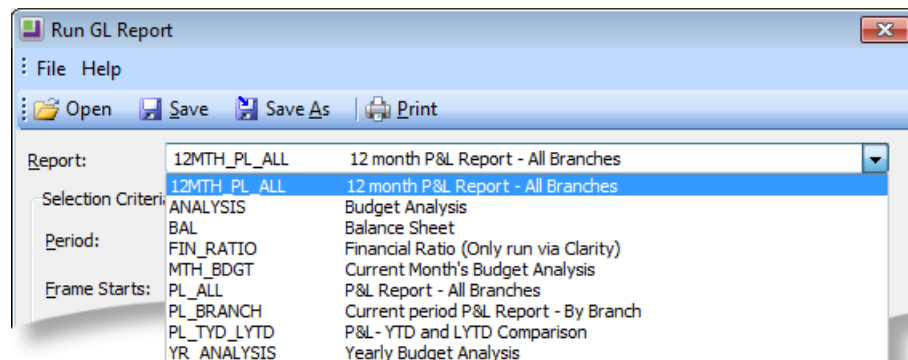 Run GL Report
File Help
Open Save Save As Print
Report: 12MTH_PL_ALL 12 month P&L Report - All Branches
12MTH_PL_ALL 12 month P&L Report - All Branches
Selection Criteri
ANALYSIS Budget Analysis
BAL Balance Sheet
Period:
FIN_RATIO Financial Ratio (Only run via Clarity)
MTH_BDGT Current Month's Budget Analysis
Frame Starts:
PL_ALL P&L Report - All Branches
PL_BRANCH Current period P&L Report - By Branch
PL_TYD_LYTD P&L- YTD and LYTD Comparison
YR_ANALYSIS Yearly Budget Analysis